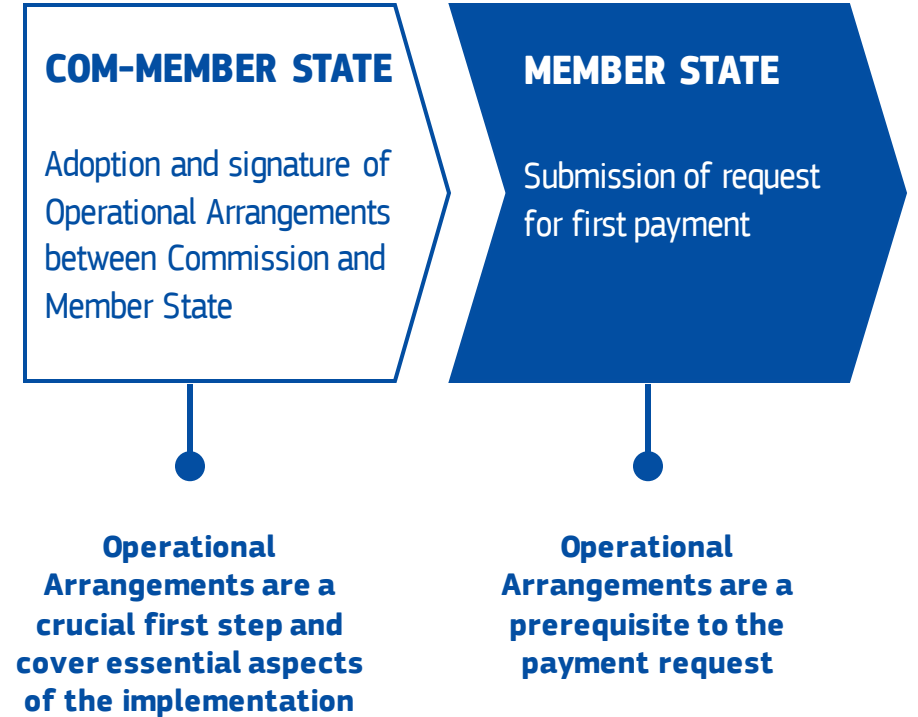 COM-MEMBER STATE
Adoption and signature of
Operational Arrangements
between Commission and
Member State
MEMBER STATE
Submission of request
for first payment
Operational
Arrangements are a
crucial first step and
cover essential aspects
of the implementation
Operational
Arrangements are a
prerequisite to the
payment request